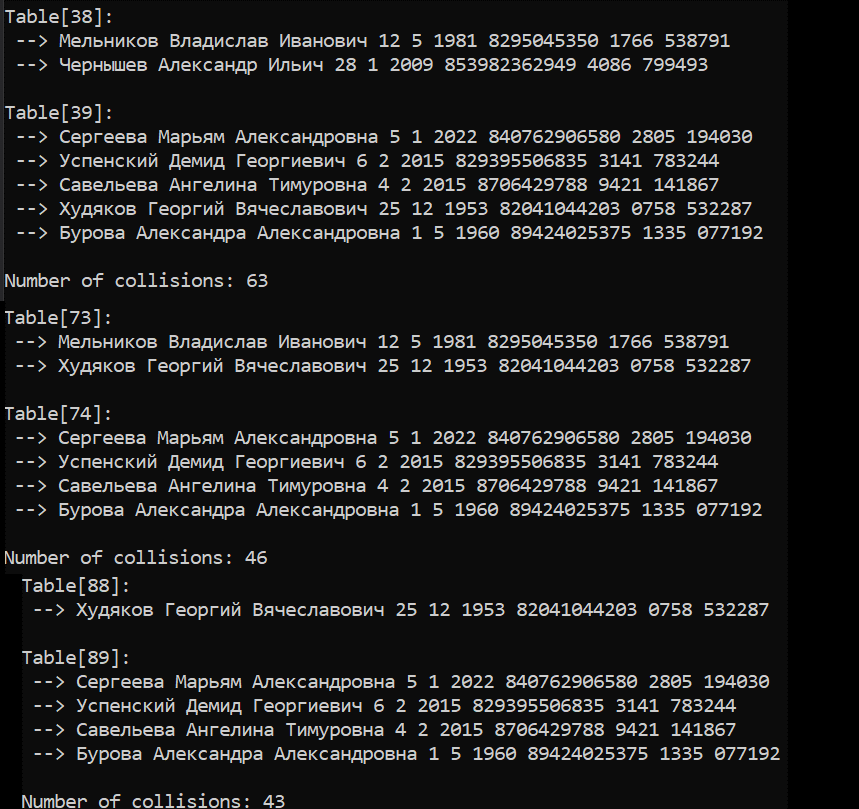 Table[38]:
--> Мельников Владислав Иванович 12 5 1981 8295045350 1766 538791
--> Чернышев Александр Ильич 28 1 2009 853982362949 4086 799493
Table[39]:
--> Сергеева Марьям Александровна 5 1 2022 840762906580 2805 194030
--> Успенский Демид Георгиевич 6 2 2015 829395506835 3141 783244
--> Савельева Ангелина Тимуровна 4 2 2015 8706429788 9421 141867
--> Худяков Георгий Вячеславович 25 12 1953 82041044203 0758 532287
--> Бурова Александра Александровна 1 5 1960 89424025375 1335 077192
Number of collisions: 63
Table[73]:
--> Мельников Владислав Иванович 12 5 1981 8295045350 1766 538791
--> Худяков Георгий Вячеславович 25 12 1953 82041044203 0758 532287
Table[74]:
--> Сергеева Марьям Александровна 5 1 2022 840762906580 2805 194030
--> Успенский Демид Георгиевич 6 2 2015 829395506835 3141 783244
--> Савельева Ангелина Тимуровна 4 2 2015 8706429788 9421 141867
--> Бурова Александра Александровна 1 5 1960 89424025375 1335 077192
Number of collisions: 46
Table[88]:
--> Худяков Георгий Вячеславович 25 12 1953 82041044203 0758 532287
Table[89]:
--> Сергеева Марьям Александровна 5 1 2022 840762906580 2805 194030
--> Успенский Демид Георгиевич 6 2 2015 829395506835 3141 783244
--> Савельева Ангелина Тимуровна 4 2 2015 8706429788 9421 141867
--> Бурова Александра Александровна 1 5 1960 89424025375 1335 077192
Number of collisions: 43